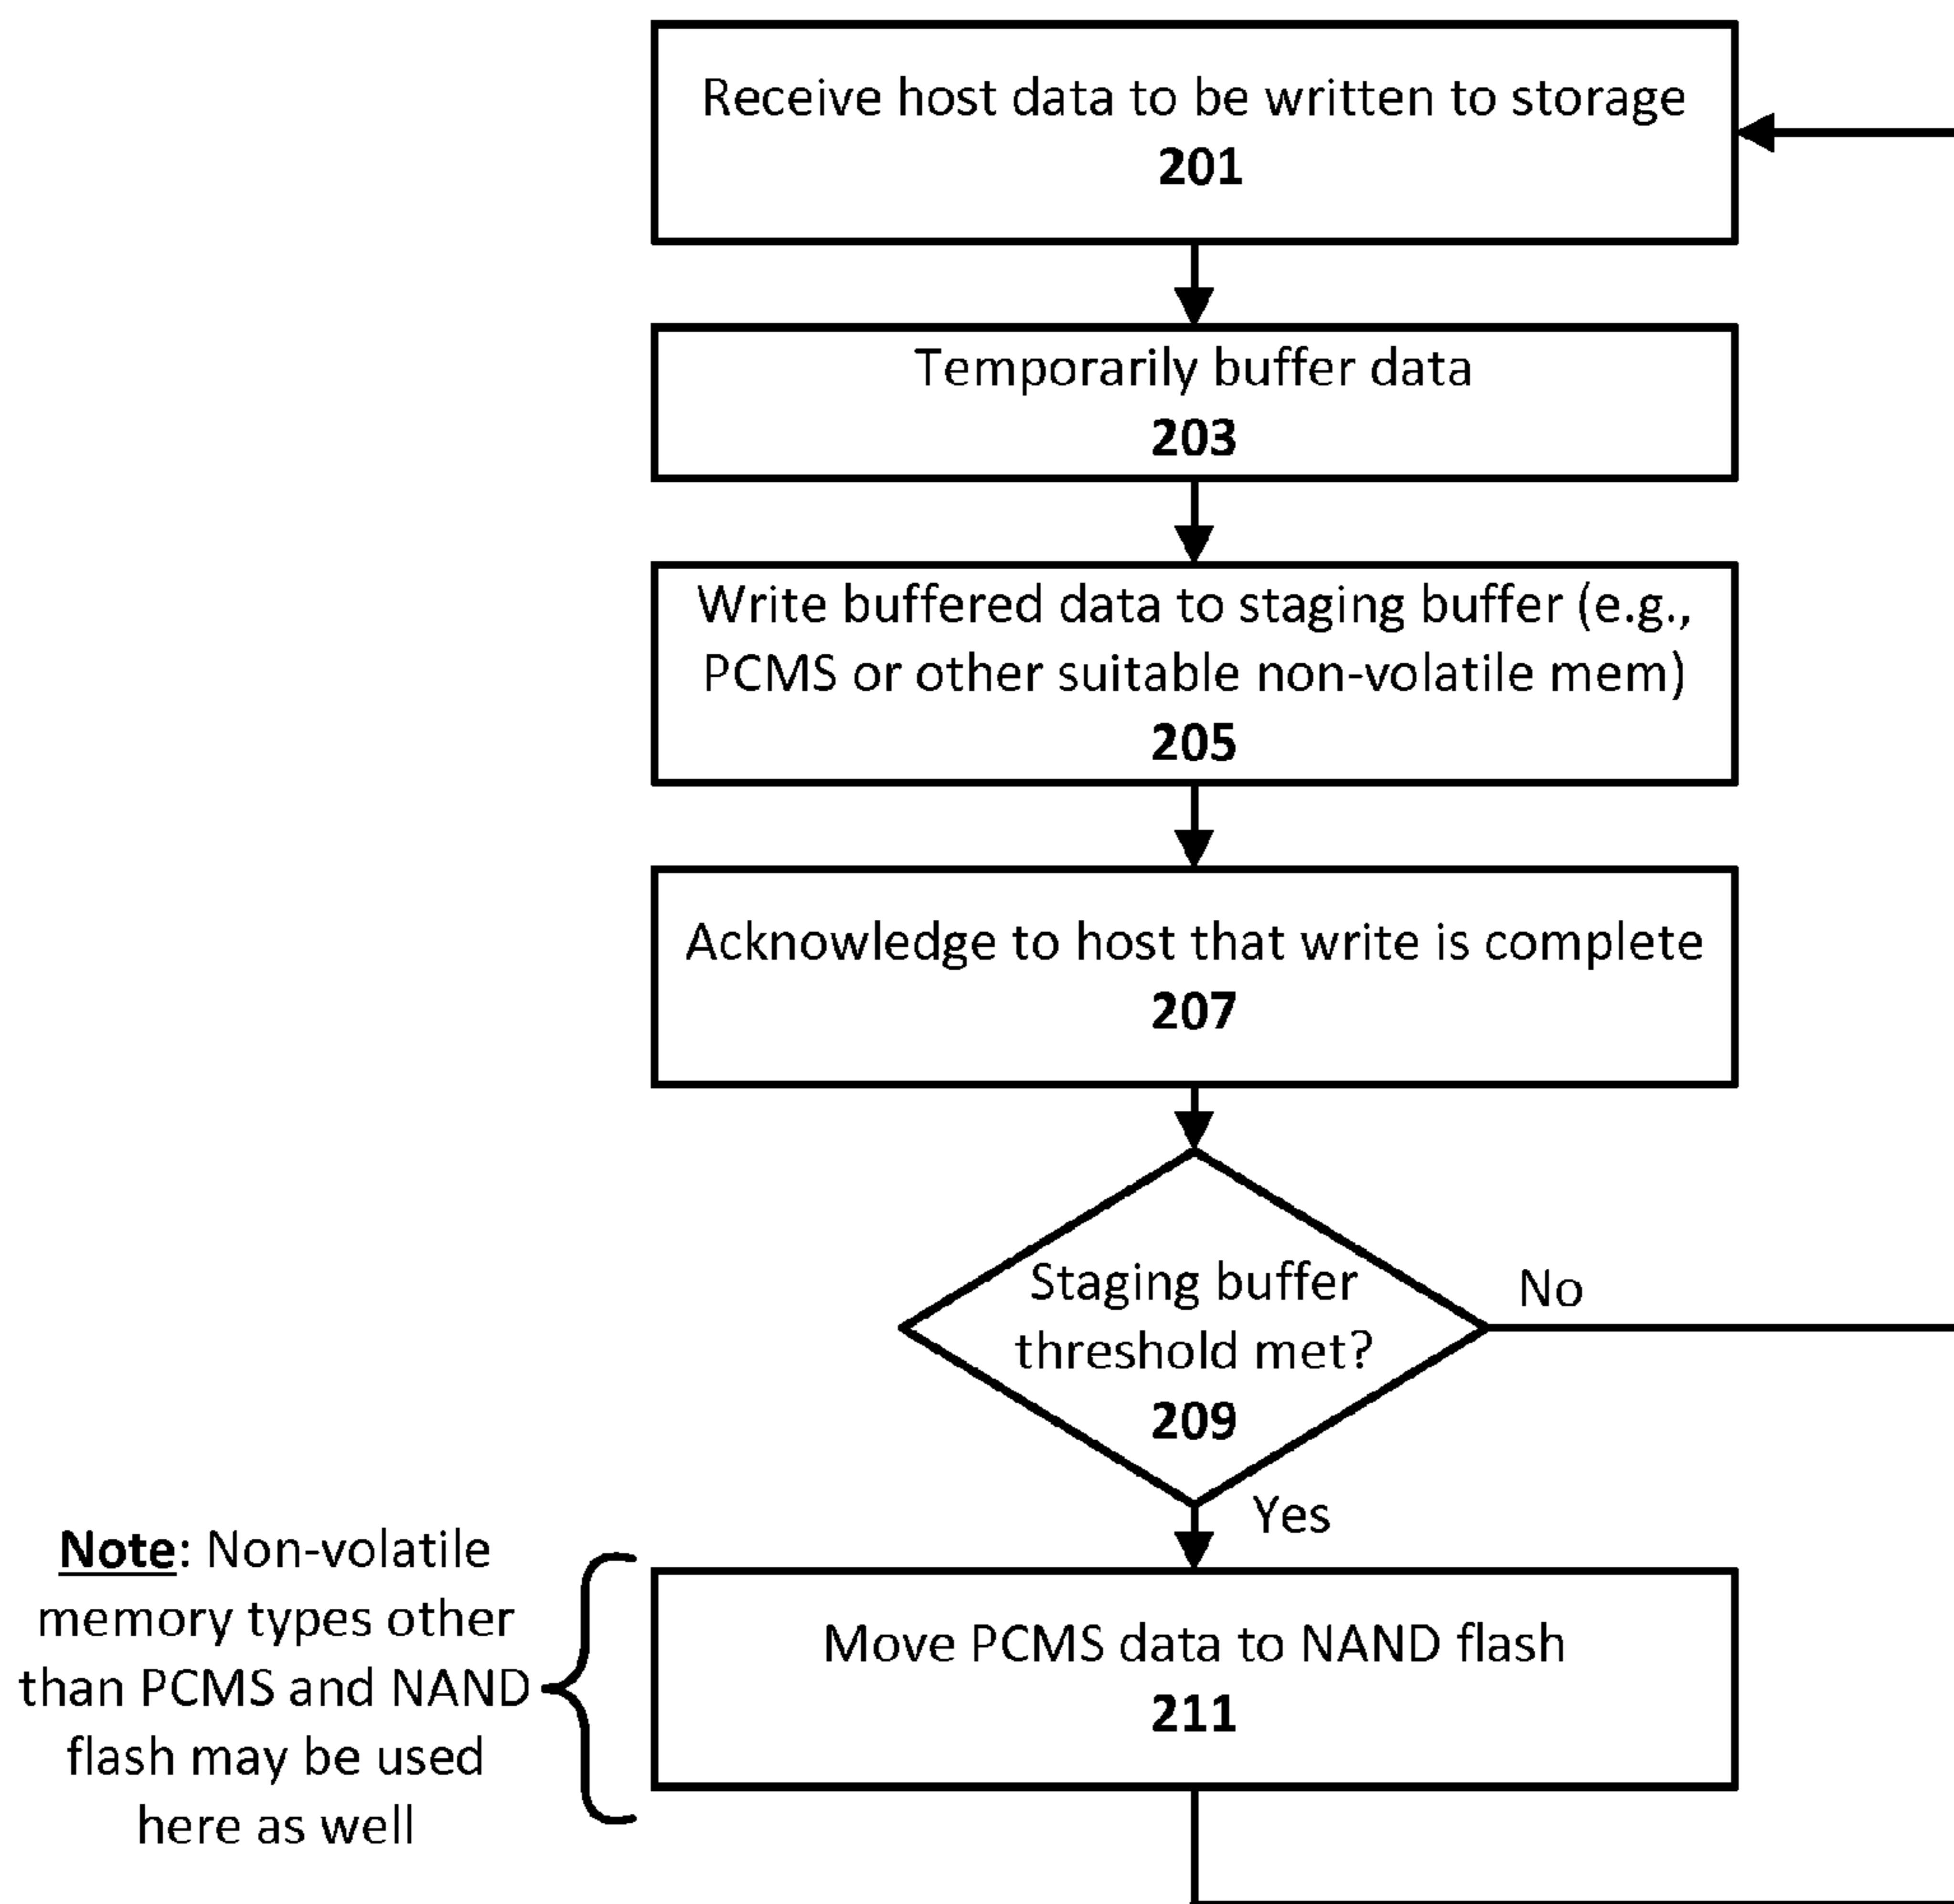 Receive host data to be written to storage
201
Temporarily buffer data
203
Write buffered data to staging buffer (e.g.,
PCMS or other suitable non-volatile mem)
205
Acknowledge to host that write is complete
207
Staging buffer
threshold met?
209
No
Yes
Note: Non-volatile
memory types other
than PCMS and NAND
flash may be used
here as well
Move PCMS data to NAND flash
211